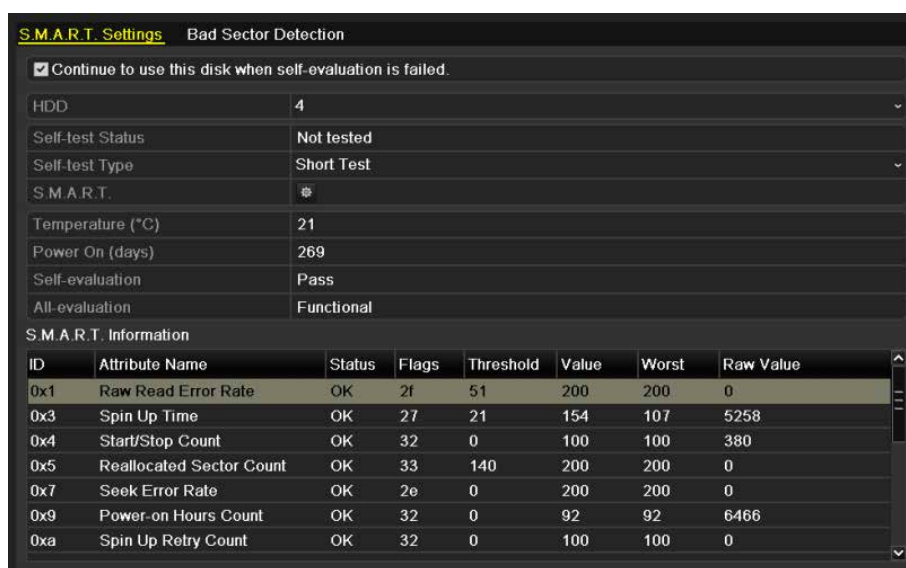 S.M.A.R.T. Settings Bad Sector Detection
Continue to use this disk when self-evaluation is failed.
HDD 4
Self-test Status Not tested
Self-test Type Short Test
S.M.A.R.T.
Temperature (°C) 21
Power On (days) 269
Self-evaluation Pass
All-evaluation Functional
S.M.A.R.T. Information
ID Attribute Name Status Flags Threshold Value Worst Raw Value
0x1 Raw Read Error Rate OK 2f 51 200 200 0
0x3 Spin Up Time OK 27 21 154 107 5258
0x4 Start/Stop Count OK 32 0 100 100 380
0x5 Reallocated Sector Count OK 33 140 200 200 0
0x7 Seek Error Rate OK 2e 0 200 200 0
0x9 Power-on Hours Count OK 32 0 92 92 6466
0xa Spin Up Retry Count OK 32 0 100 100 0